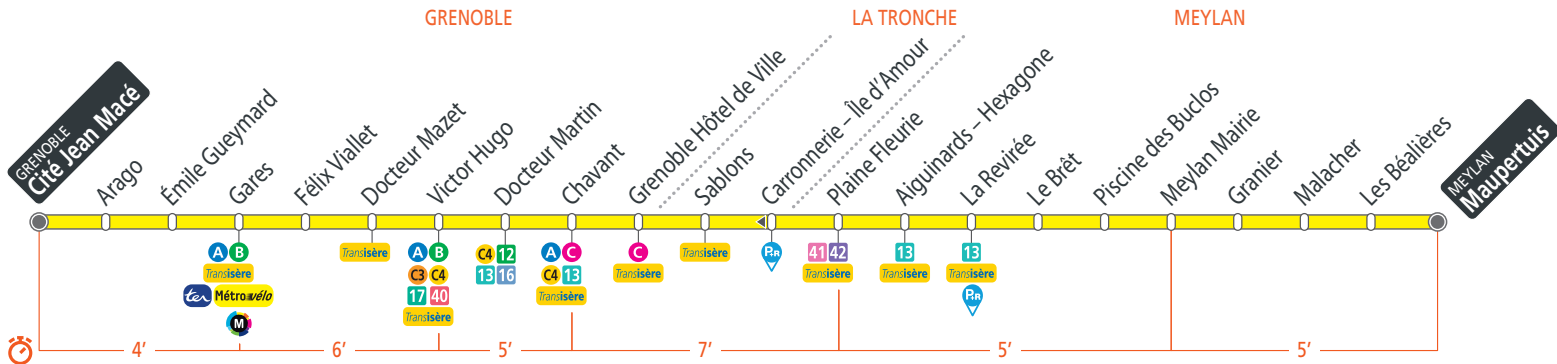 GRENOBLE
LA TRONCHE
MEYLAN
GRENOBLE
Cité Jean Macé
Arago
Émile Gueymard
Gares
Félix Viallet
Docteur Mazet
Victor Hugo
Docteur Martin
Chavant
Grenoble Hôtel de Ville
Sablons
Carronnerie – Île d'Amour
Plaine Fleurie
Aiguinards – Hexagone
La Revirée
Le Brêt
Piscine des Buclos
Meylan Mairie
Granier
Malacher
Les Béalières
MEYLAN
Maupertuis
A B
Transisère
ter Métrovélo
M
Transisère
A B
C3 C4
17 40
Transisère
C4 12
13 16
A C
C4 13
Transisère
C
Transisère
Transisère
P+R
41 42
Transisère
13
Transisère
13
Transisère
P+R
4' 6' 5' 7' 5' 5'